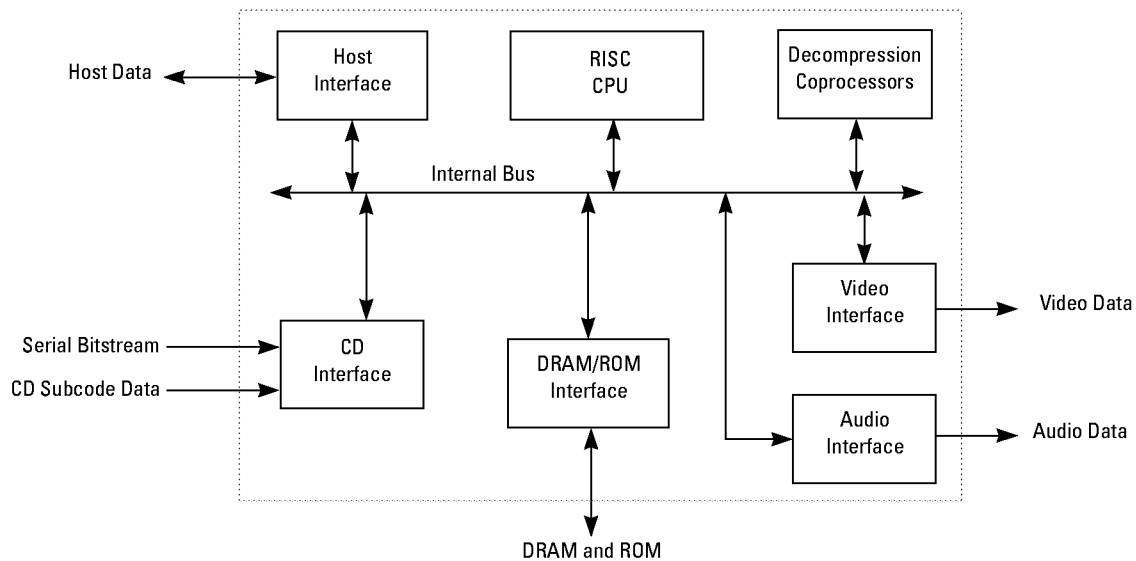 Host Data
Host
Interface
RISC
CPU
Decompression
Coprocessors
Internal Bus
Video
Interface
Video Data
Serial Bitstream
CD Subcode Data
CD
Interface
DRAM/ROM
Interface
Audio
Interface
Audio Data
DRAM and ROM